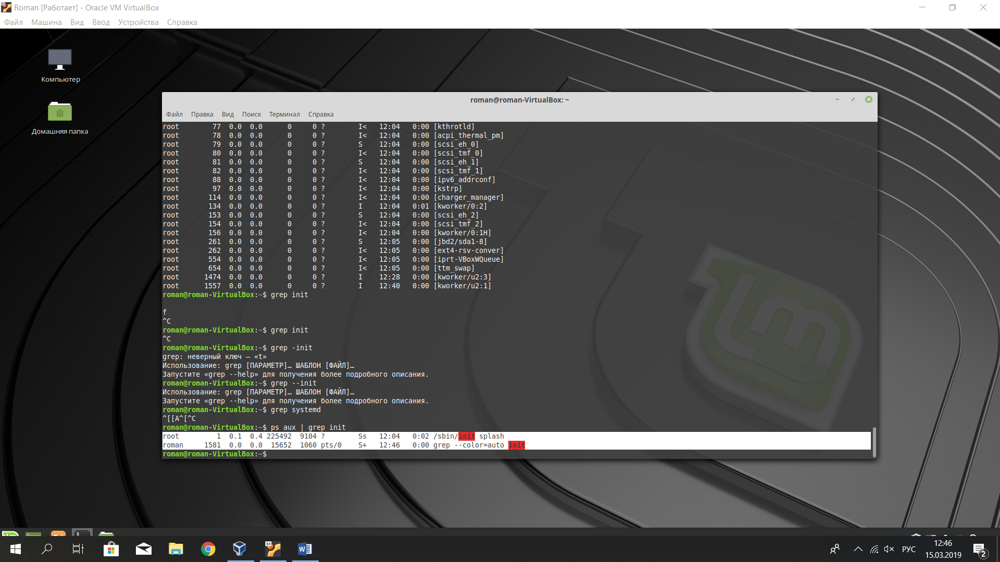 Roman [Работает] - Oracle VM VirtualBox
Файл Машина Вид Ввод Устройства Справка
Компьютер
Домашняя папка
roman@roman-VirtualBox: ~
Файл Правка Вид Поиск Терминал Справка
root 77 0.0 0.0 0 0 ? I< 12:04 0:00 [kthrotld]
root 78 0.0 0.0 0 0 ? I< 12:04 0:00 [acpi_thermal_pm]
root 79 0.0 0.0 0 0 ? S 12:04 0:00 [scsi_eh_0]
root 80 0.0 0.0 0 0 ? I< 12:04 0:00 [scsi_tmf_0]
root 81 0.0 0.0 0 0 ? S 12:04 0:00 [scsi_eh_1]
root 82 0.0 0.0 0 0 ? I< 12:04 0:00 [scsi_tmf_1]
root 88 0.0 0.0 0 0 ? I< 12:04 0:00 [ipv6_addrconf]
root 97 0.0 0.0 0 0 ? I< 12:04 0:00 [kstrp]
root 114 0.0 0.0 0 0 ? I< 12:04 0:00 [charger_manager]
root 134 0.0 0.0 0 0 ? I 12:04 0:01 [kworker/0:2]
root 153 0.0 0.0 0 0 ? S 12:04 0:00 [scsi_eh_2]
root 154 0.0 0.0 0 0 ? I< 12:04 0:00 [scsi_tmf_2]
root 156 0.0 0.0 0 0 ? I< 12:04 0:00 [kworker/0:1H]
root 261 0.0 0.0 0 0 ? S 12:05 0:00 [jbd2/sda1-8]
root 262 0.0 0.0 0 0 ? I< 12:05 0:00 [ext4-rsv-conver]
root 554 0.0 0.0 0 0 ? I< 12:05 0:00 [iprt-VBoxWQueue]
root 654 0.0 0.0 0 0 ? I< 12:05 0:00 [ttm_swap]
root 1474 0.0 0.0 0 0 ? I 12:28 0:00 [kworker/u2:3]
root 1557 0.0 0.0 0 0 ? I 12:40 0:00 [kworker/u2:1]
roman@roman-VirtualBox:~$ grep init
f
^C
roman@roman-VirtualBox:~$ grep init
^C
roman@roman-VirtualBox:~$ grep -init
grep: неверный ключ — «t»
Использование: grep [ПАРАМЕТР]… ШАБЛОН [ФАЙЛ]…
Запустите «grep --help» для получения более подробного описания.
roman@roman-VirtualBox:~$ grep --init
Использование: grep [ПАРАМЕТР]… ШАБЛОН [ФАЙЛ]…
Запустите «grep --help» для получения более подробного описания.
roman@roman-VirtualBox:~$ grep systemd
^[[A^[^C
roman@roman-VirtualBox:~$ ps aux | grep init
root 1 0.1 0.4 225492 9104 ? Ss 12:04 0:02 /sbin/init splash
roman 1581 0.0 0.0 15652 1060 pts/0 S+ 12:46 0:00 grep --color=auto init
roman@roman-VirtualBox:~$
64
W
РУС
12:46
15.03.2019
2